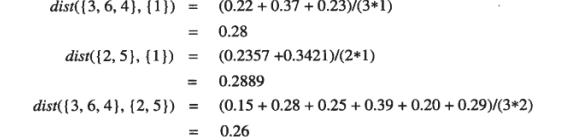 dist({3, 6, 4}, {1}) = (0.22 + 0.37 + 0.23)/(3*1)
= 0.28
dist({2, 5}, {1}) = (0.2357 +0.3421)/(2*1)
= 0.2889
dist({3, 6, 4}, {2, 5}) = (0.15 + 0.28 + 0.25 + 0.39 + 0.20 + 0.29)/(3*2)
= 0.26